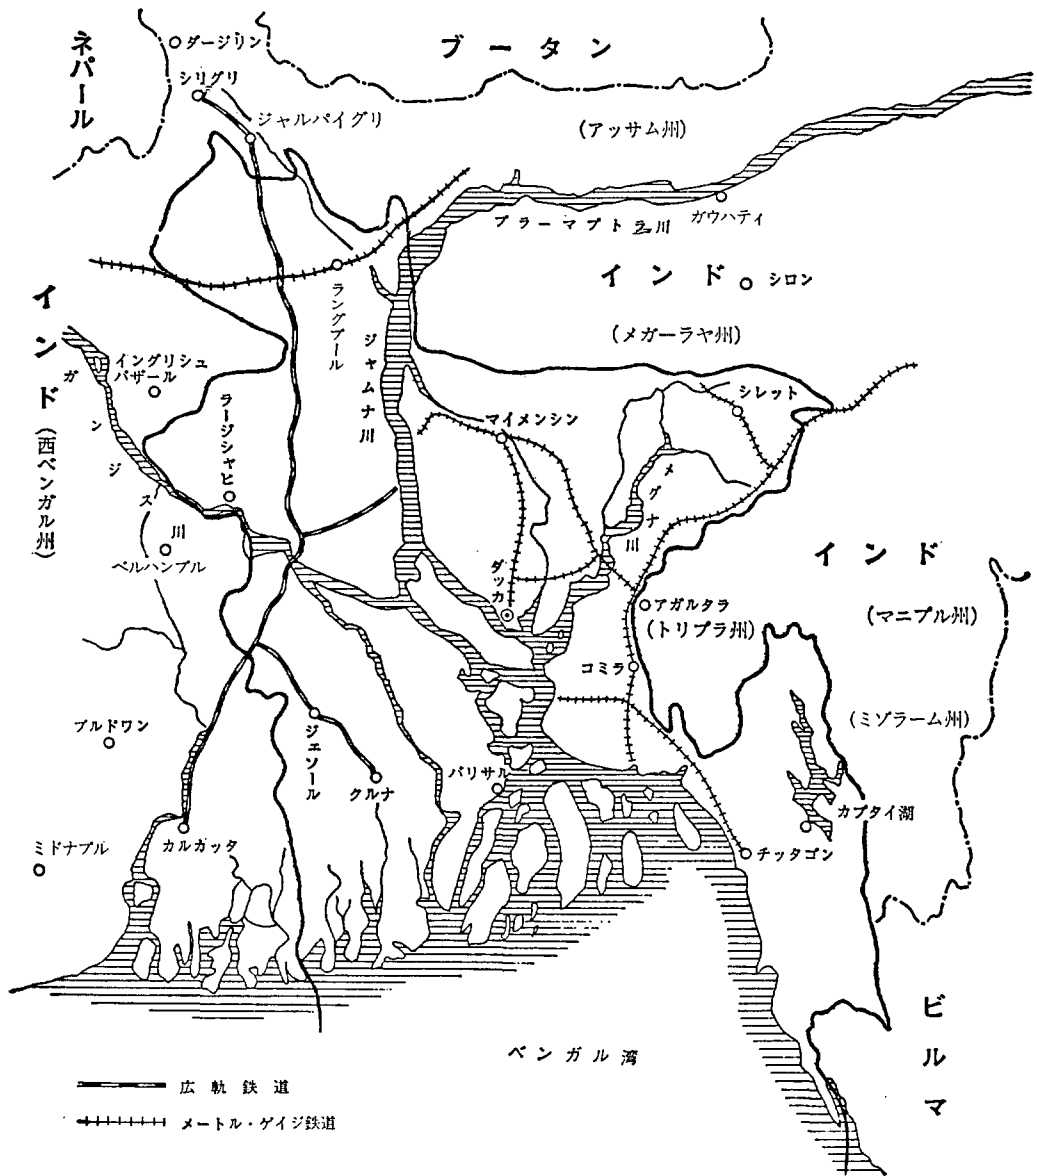 ネパール
ダージリン
ブータン
シリグリ
ジャルパイグリ
(アッサム州)
ブラーマプトラ川
ガウハティ
インド
シロン
(メガーラヤ州)
ラングプール
ジャムナ川
インド(西ベンガル州)
ガンジス川
イングリシュ
バザール
ラージシャヒ
マイメンシン
シレット
メグナ川
ベルハンプル
ダッカ
インド
(マニプル州)
アガルタラ
(トリプラ州)
コミラ
(ミゾラーム州)
ブルドワン
ジェソール
クルナ
バリサル
カプタイ湖
ミドナプル
カルカッタ
チッタゴン
ベンガル湾
ビルマ
広軌鉄道
メートル・ゲイジ鉄道